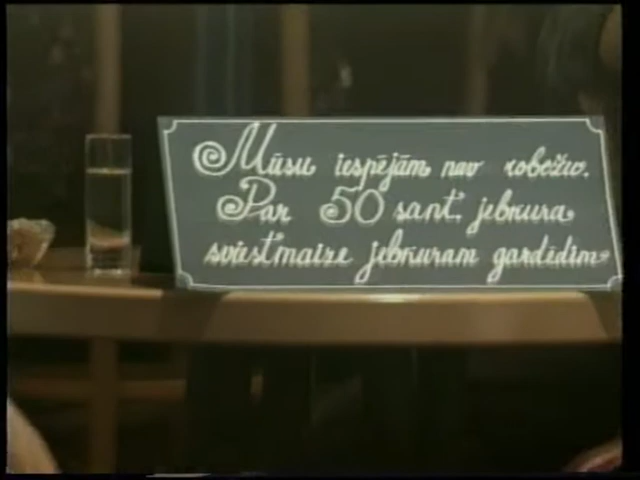 Mūsu iespējām nav robežu.
Par 50 sant. jebkura
sviestmaize jebkuram gardēdim